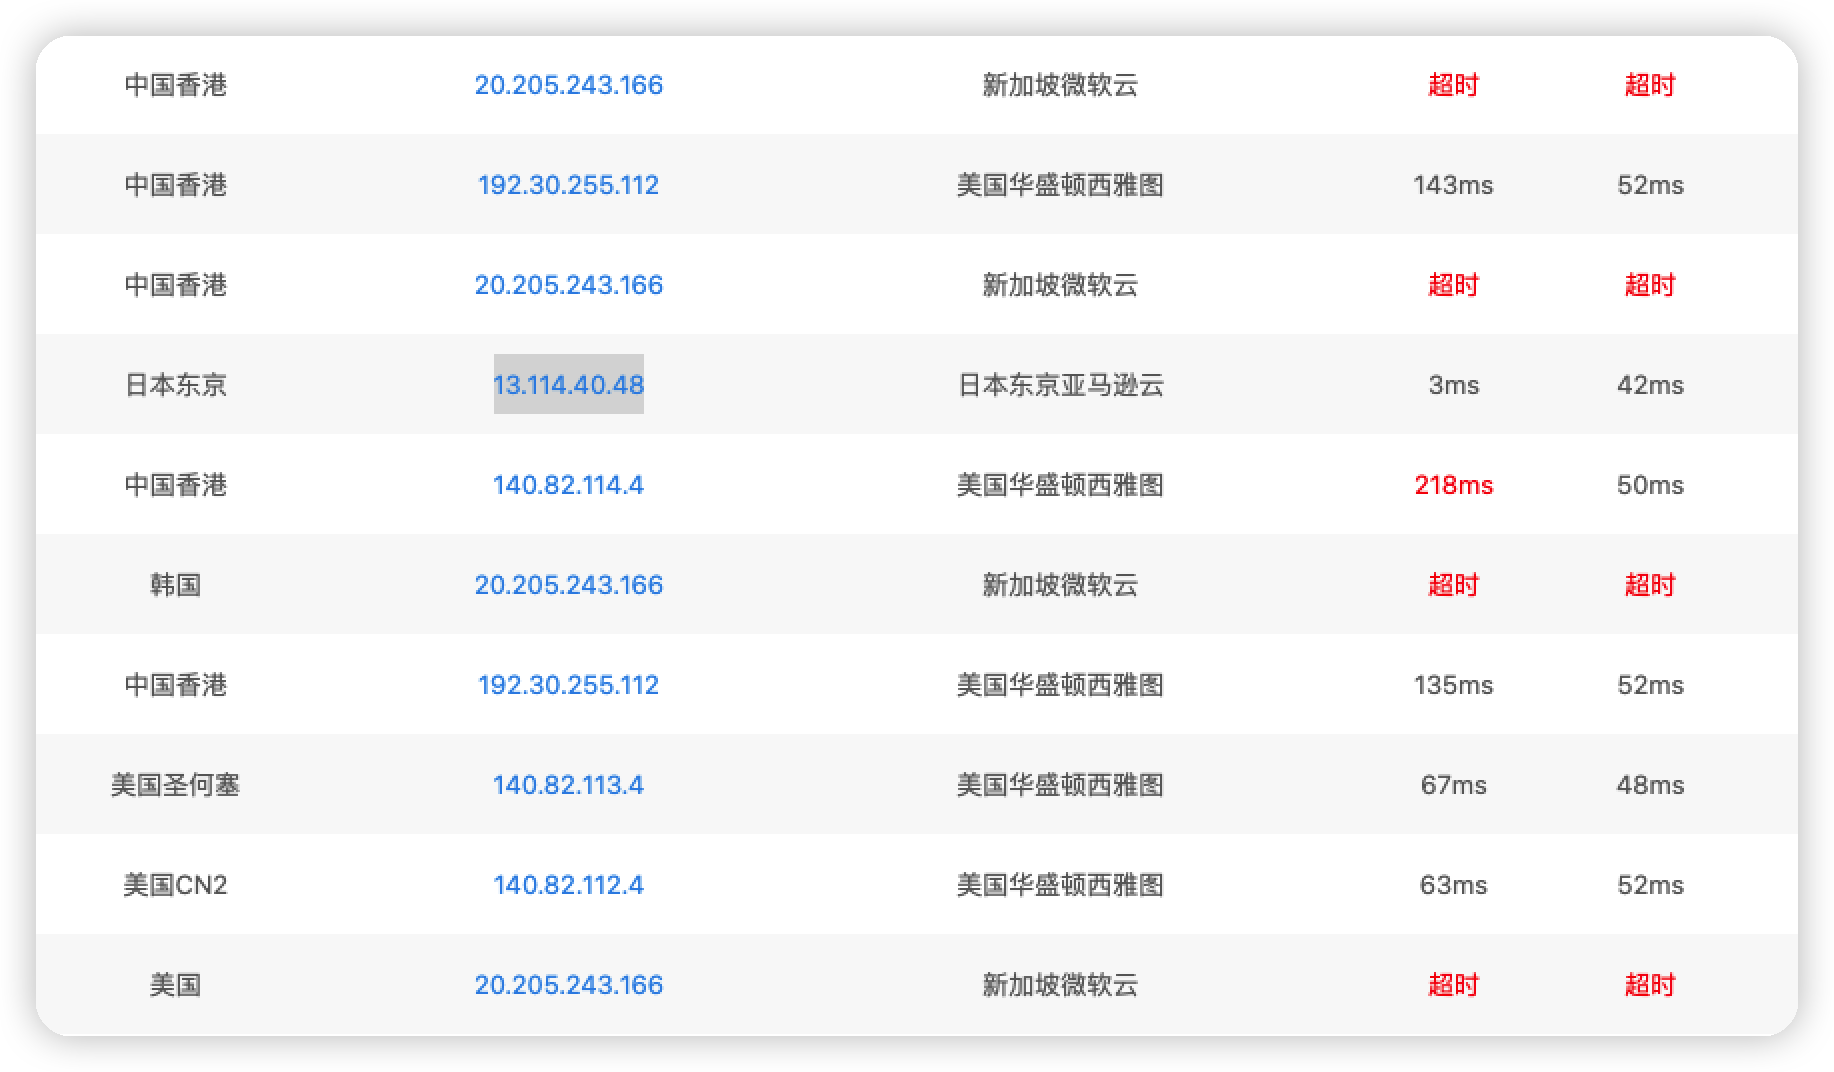 中国香港 20.205.243.166 新加坡微软云 超时 超时
中国香港 192.30.255.112 美国华盛顿西雅图 143ms 52ms
中国香港 20.205.243.166 新加坡微软云 超时 超时
日本东京 13.114.40.48 日本东京亚马逊云 3ms 42ms
中国香港 140.82.114.4 美国华盛顿西雅图 218ms 50ms
韩国 20.205.243.166 新加坡微软云 超时 超时
中国香港 192.30.255.112 美国华盛顿西雅图 135ms 52ms
美国圣何塞 140.82.113.4 美国华盛顿西雅图 67ms 48ms
美国CN2 140.82.112.4 美国华盛顿西雅图 63ms 52ms
美国 20.205.243.166 新加坡微软云 超时 超时